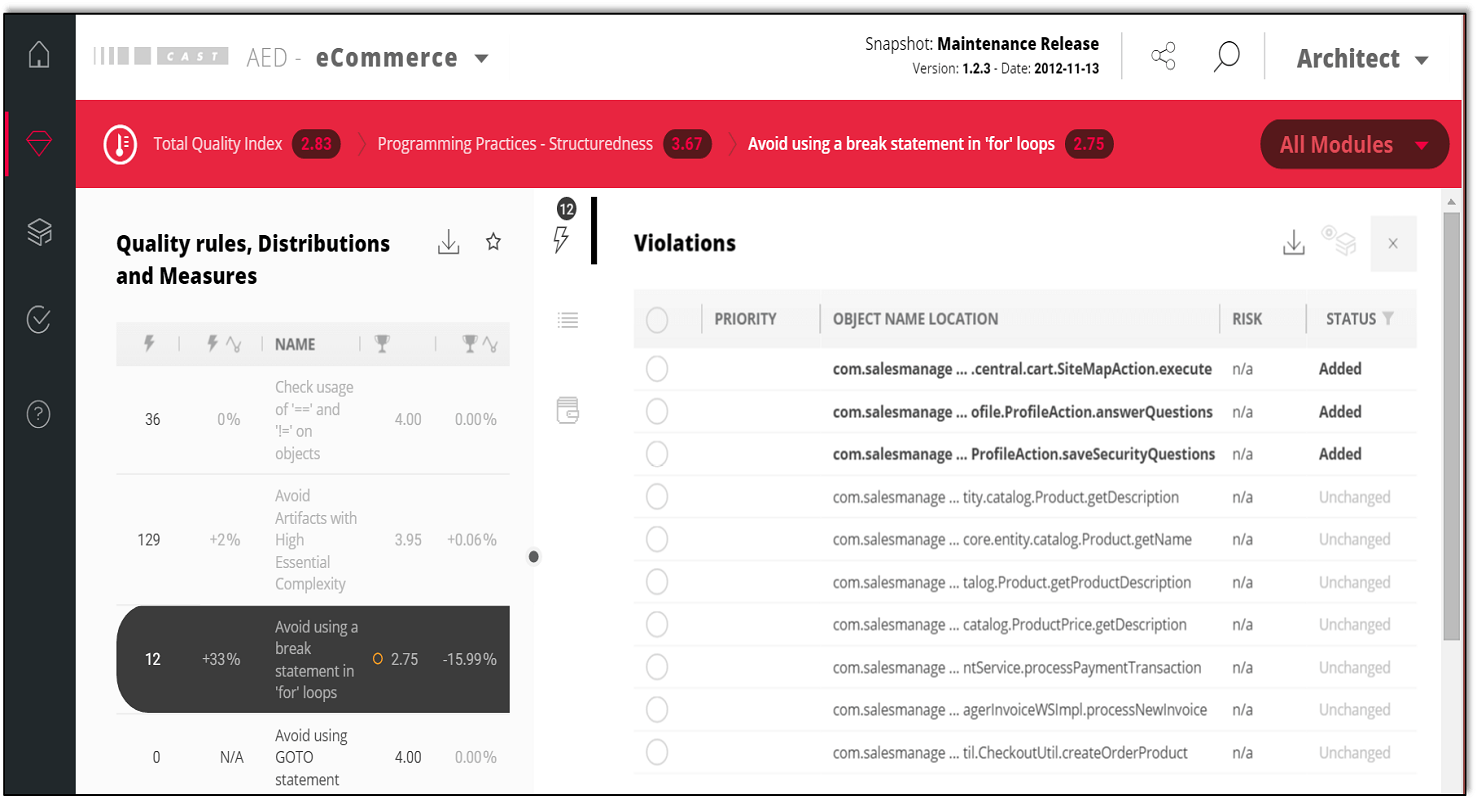 CAST AED - eCommerce
Snapshot: Maintenance Release
Version: 1.2.3 - Date: 2012-11-13
Architect
Total Quality Index 2.83 Programming Practices - Structuredness 3.67 Avoid using a break statement in 'for' loops 2.75
All Modules
Quality rules, Distributions
and Measures
NAME
36 0% Check usage
of '==' and
'!=' on
objects
4.00 0.00%
129 +2% Avoid
Artifacts with
High
Essential
Complexity
3.95 +0.06%
12 +33% Avoid using a
break
statement in
'for' loops
2.75 -15.99%
0 N/A Avoid using
GOTO
statement
4.00 0.00%
12
Violations
x
PRIORITY OBJECT NAME LOCATION RISK STATUS
com.salesmanage ... .central.cart.SiteMapAction.execute n/a Added
com.salesmanage ... ofile.ProfileAction.answerQuestions n/a Added
com.salesmanage ... ProfileAction.saveSecurityQuestions n/a Added
com.salesmanage ... tity.catalog.Product.getDescription n/a Unchanged
com.salesmanage ... core.entity.catalog.Product.getName n/a Unchanged
com.salesmanage ... talog.Product.getProductDescription n/a Unchanged
com.salesmanage ... catalog.ProductPrice.getDescription n/a Unchanged
com.salesmanage ... ntService.processPaymentTransaction n/a Unchanged
com.salesmanage ... agerInvoiceWSImpl.processNewInvoice n/a Unchanged
com.salesmanage ... til.CheckoutUtil.createOrderProduct n/a Unchanged